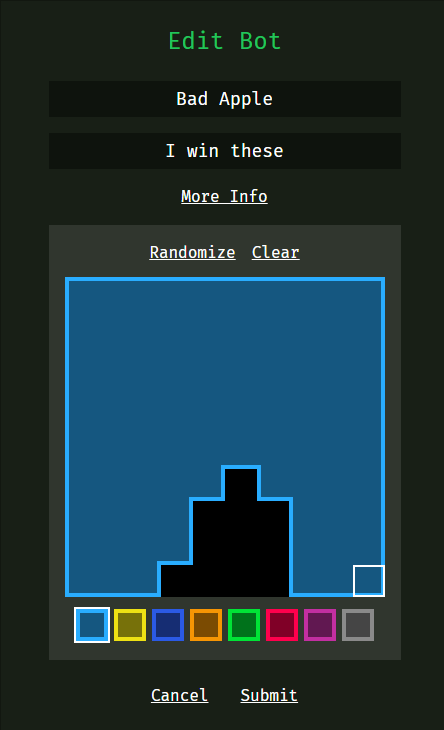 Edit Bot
Bad Apple
I win these
More Info
Randomize Clear
Cancel Submit